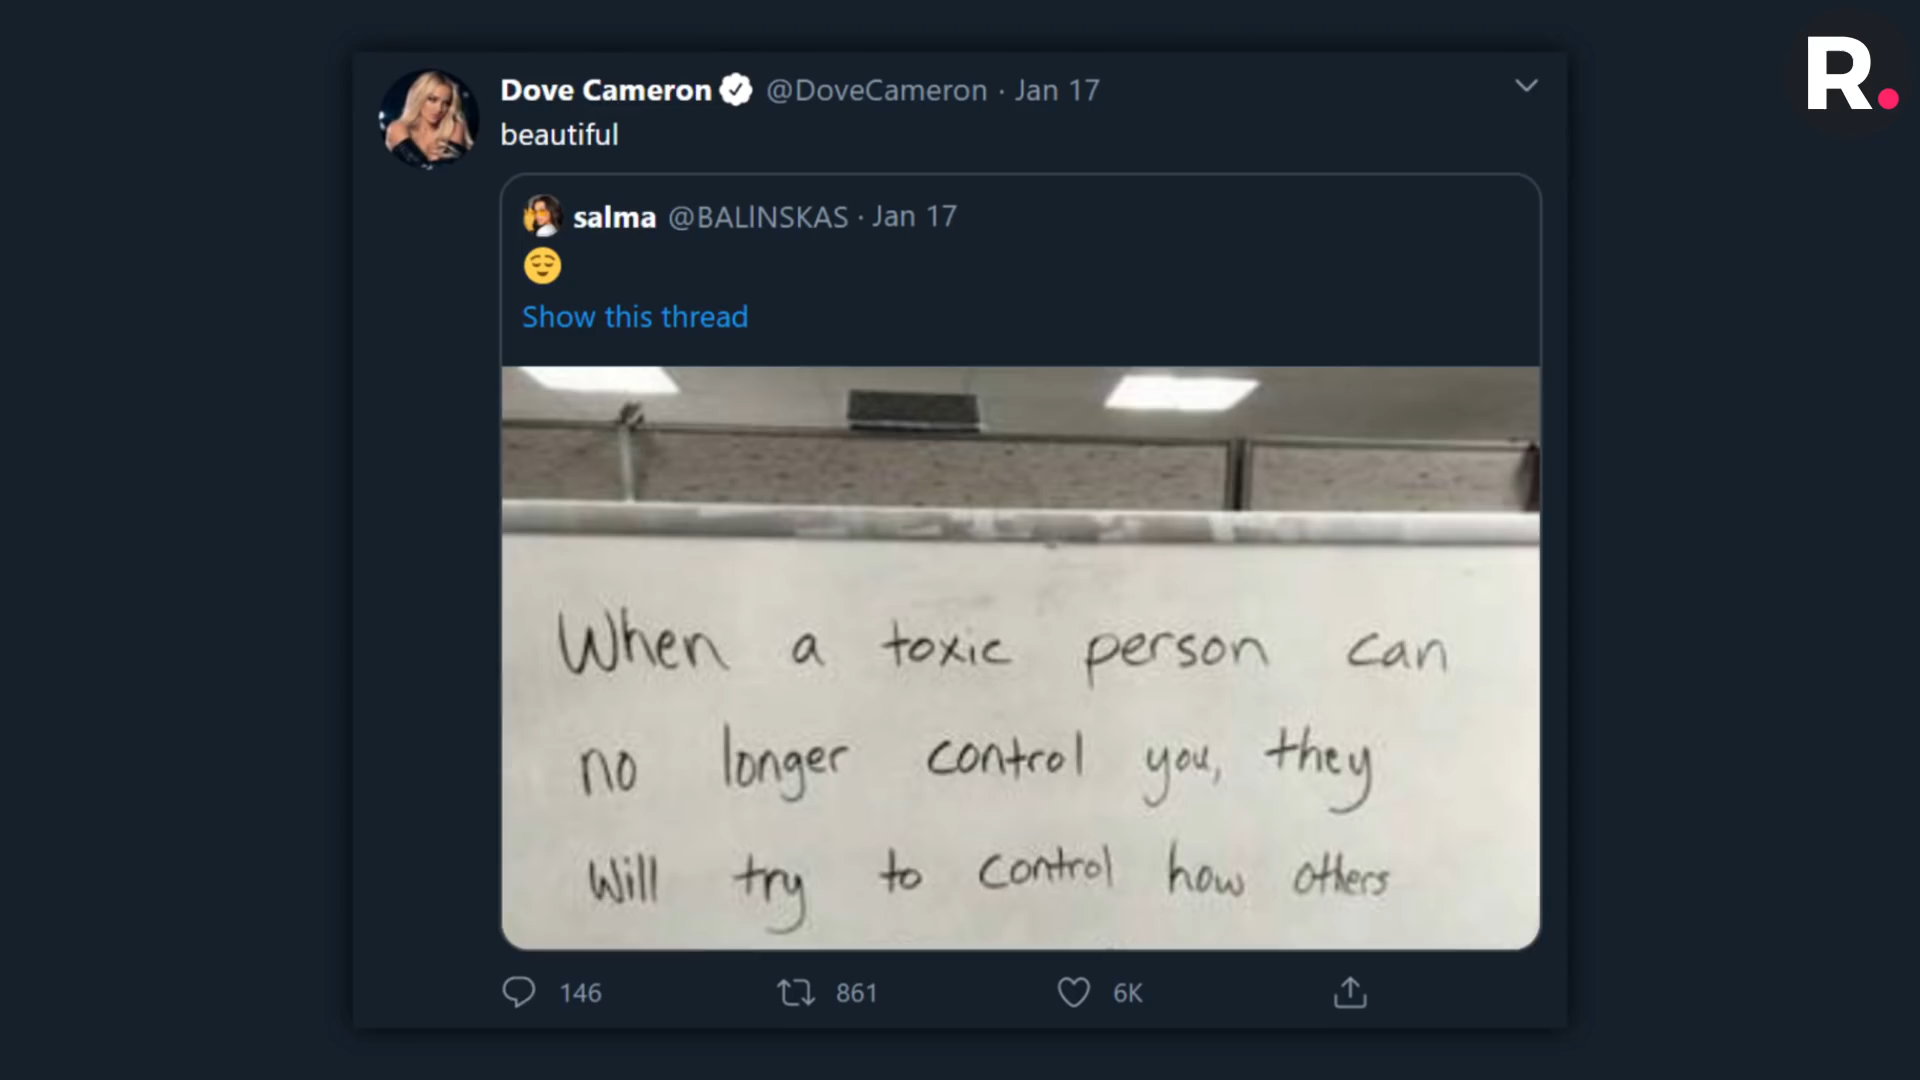 R.
Dove Cameron @DoveCameron · Jan 17
beautiful
salma @BALlNSKAS · Jan 17
Show this thread
When a toxic person can
no longer control you, they
will try to control how others
146 861 6K